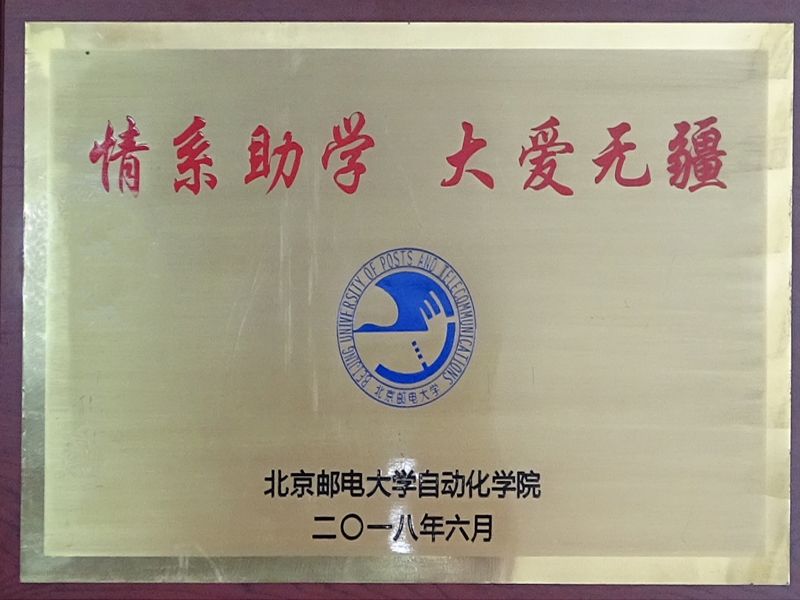 情系助学 大爱无疆
BEIJING UNIVERSITY OF POSTS AND TELECOMMUNICATIONS
北京邮电大学
北京邮电大学自动化学院
二〇一八年六月